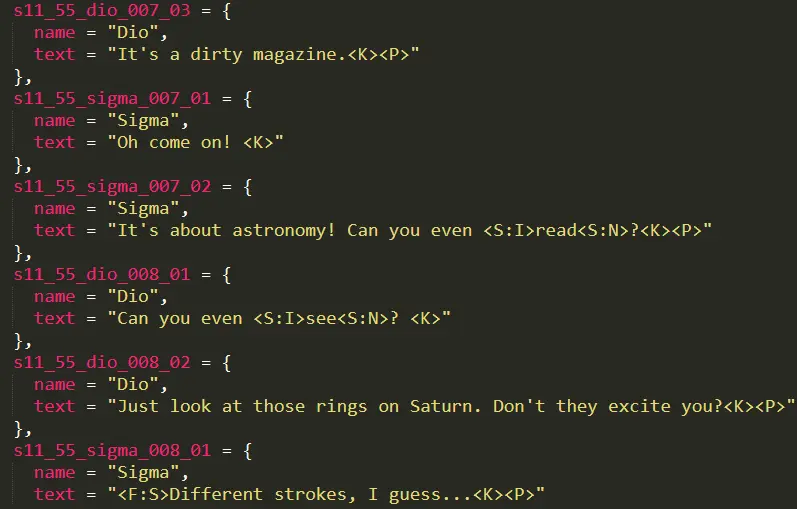 s11_55_dio_007_03 = {
name = "Dio",
text = "It's a dirty magazine.<K><P>"
},
s11_55_sigma_007_01 = {
name = "Sigma",
text = "Oh come on! <K>"
},
s11_55_sigma_007_02 = {
name = "Sigma",
text = "It's about astronomy! Can you even <S:I>read<S:N>?<K><P>"
},
s11_55_dio_008_01 = {
name = "Dio",
text = "Can you even <S:I>see<S:N>? <K>"
},
s11_55_dio_008_02 = {
name = "Dio",
text = "Just look at those rings on Saturn. Don't they excite you?<K><P>"
},
s11_55_sigma_008_01 = {
name = "Sigma",
text = "<F:S>Different strokes, I guess...<K><P>"